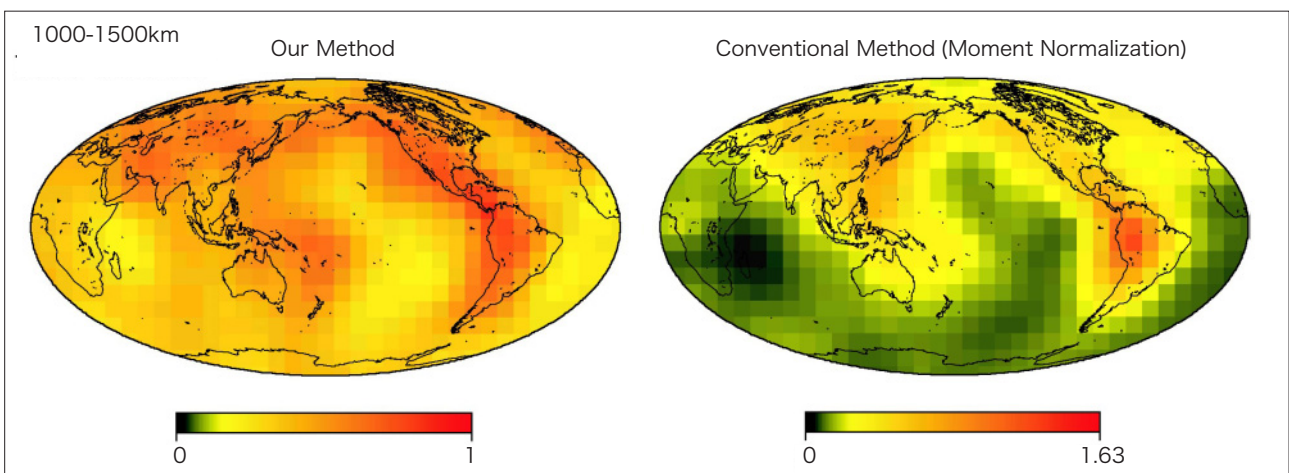 1000-1500km
Our Method
Conventional Method (Moment Normalization)
0
1
0
1.63